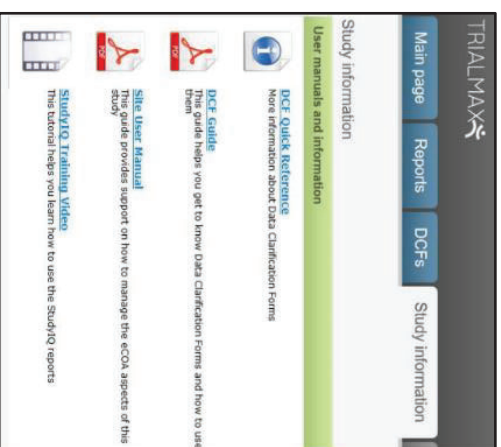 TRIALMAX
Main page
Reports
DCFs
Study information
Study information
User manuals and information
DCF Quick Reference
More information about Data Clarification Forms
DCF Guide
This guide helps you get to know Data Clarification Forms and how to use
them
Site User Manual
This guide provides support on how to manage the eCOA aspects of this
study
StudyIQ Training Video
This tutorial helps you learn how to use the StudyIQ reports
PDF
PDF